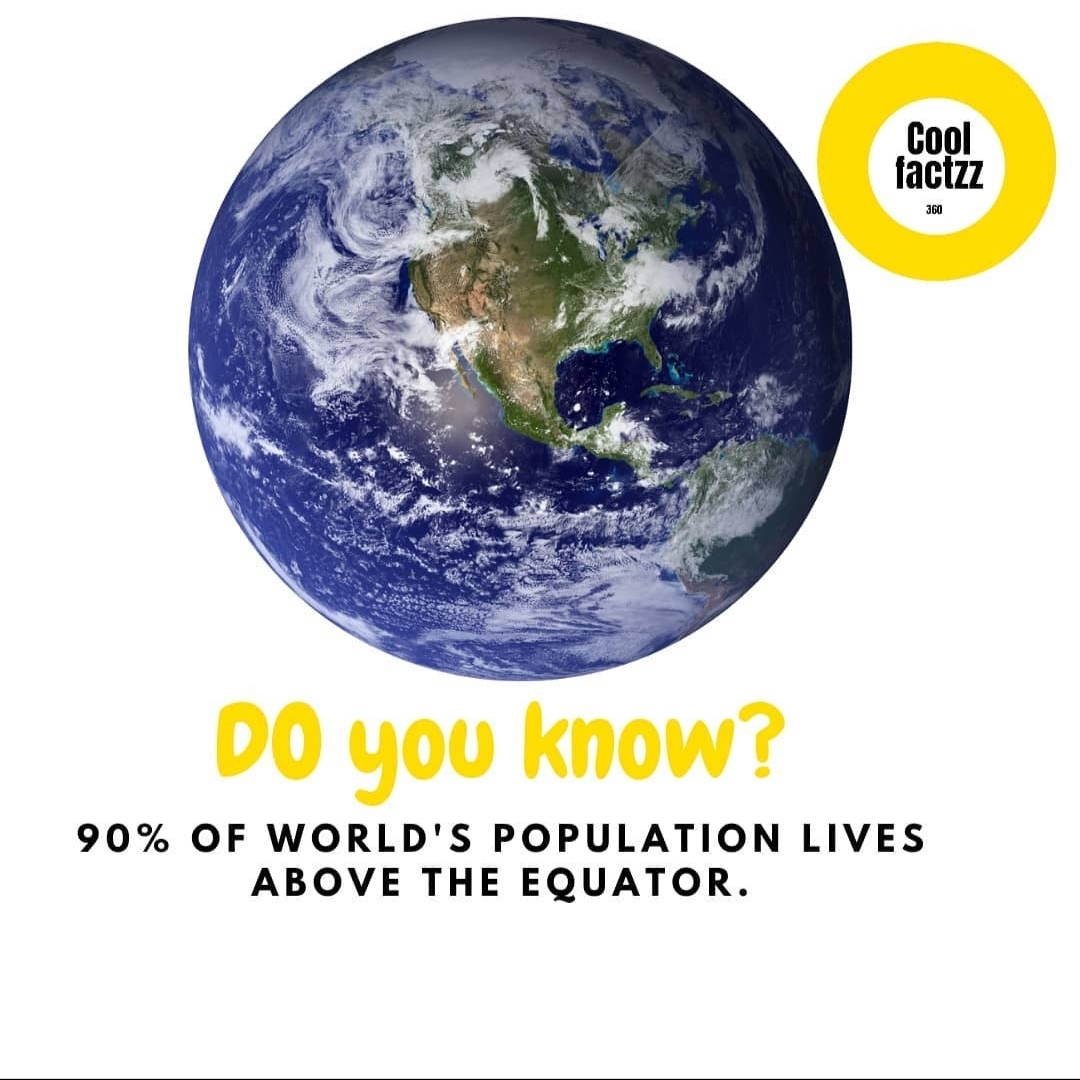 Cool
factzz
360
DO you know?
90% OF WORLD'S POPULATION LIVES
ABOVE THE EQUATOR.